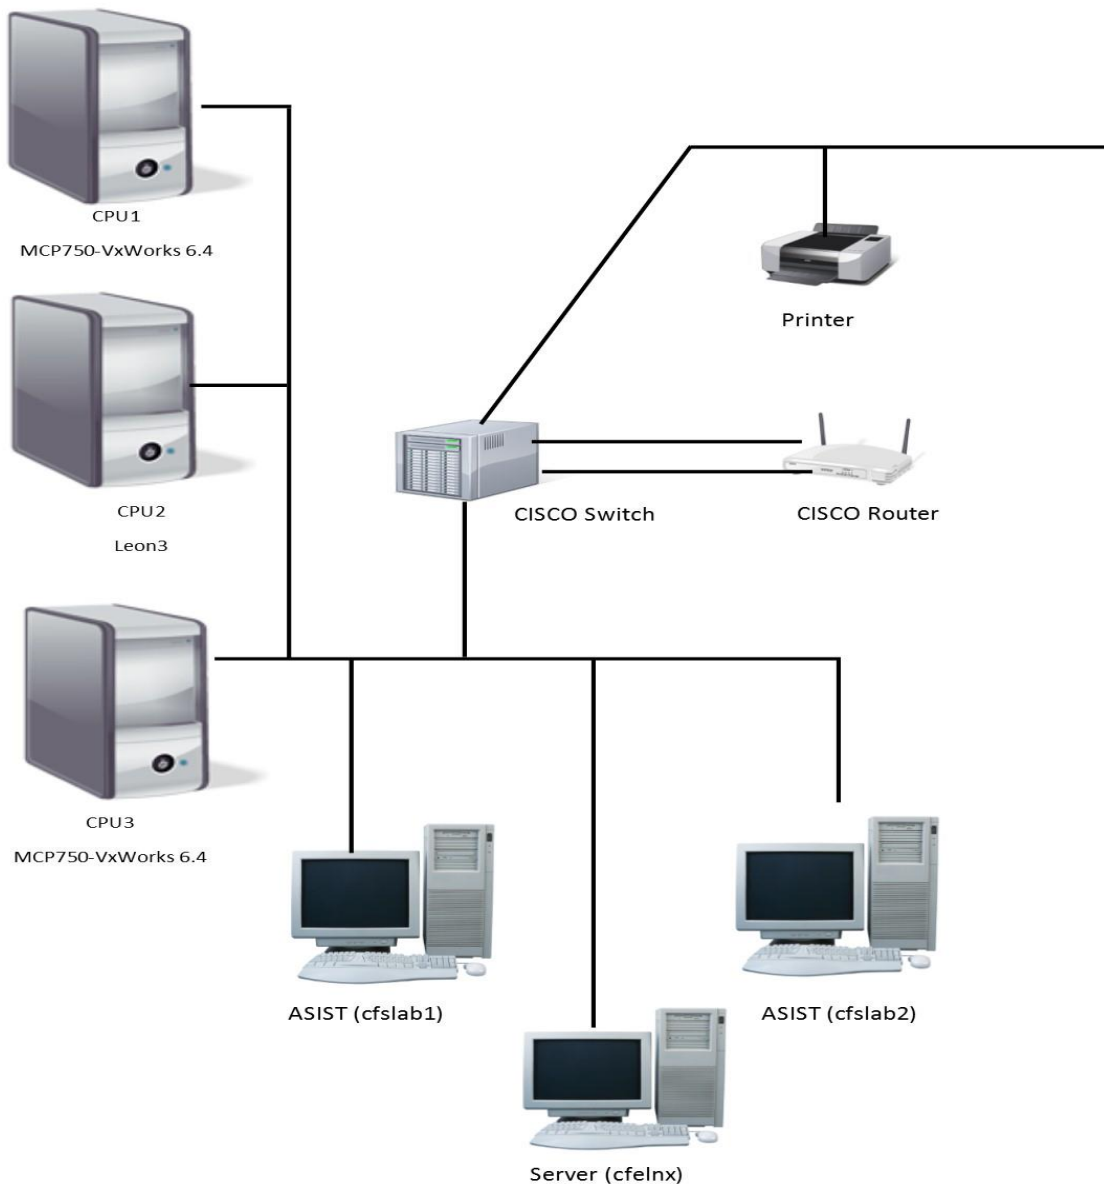 CPU1
MCP750-VxWorks 6.4
Printer
CPU2
Leon3
CISCO Switch
CISCO Router
CPU3
MCP750-VxWorks 6.4
ASIST (cfslab1)
ASIST (cfslab2)
Server (cfelnx)